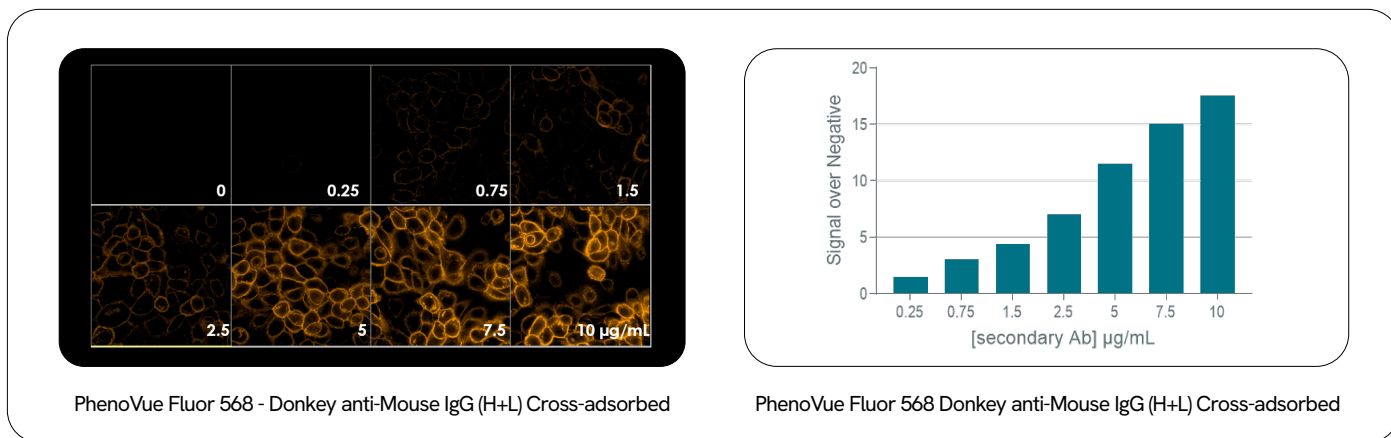 0
0.25
0.75
1.5
2.5
5
7.5
10 µg/mL
PhenoVue Fluor 568 - Donkey anti-Mouse IgG (H+L) Cross-adsorbed
Signal over Negative
20
15
10
5
0
0.25 0.75 1.5 2.5 5 7.5 10
[secondary Ab] µg/mL
PhenoVue Fluor 568 Donkey anti-Mouse IgG (H+L) Cross-adsorbed